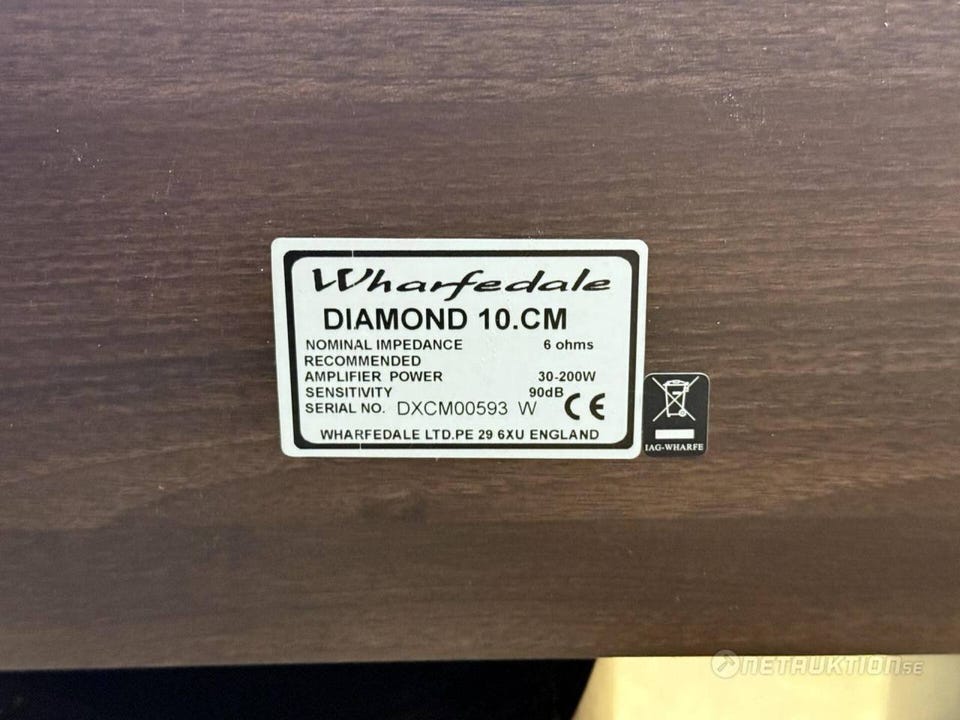 Wharfedale
DIAMOND 10.CM
NOMINAL IMPEDANCE 6 ohms
RECOMMENDED
AMPLIFIER POWER 30-200W
SENSITIVITY 90dB
SERIAL NO. DXCM00593 W CE
WHARFEDALE LTD.PE 29 6XU ENGLAND
IAG-WHARFE
NETAUKTION.SE